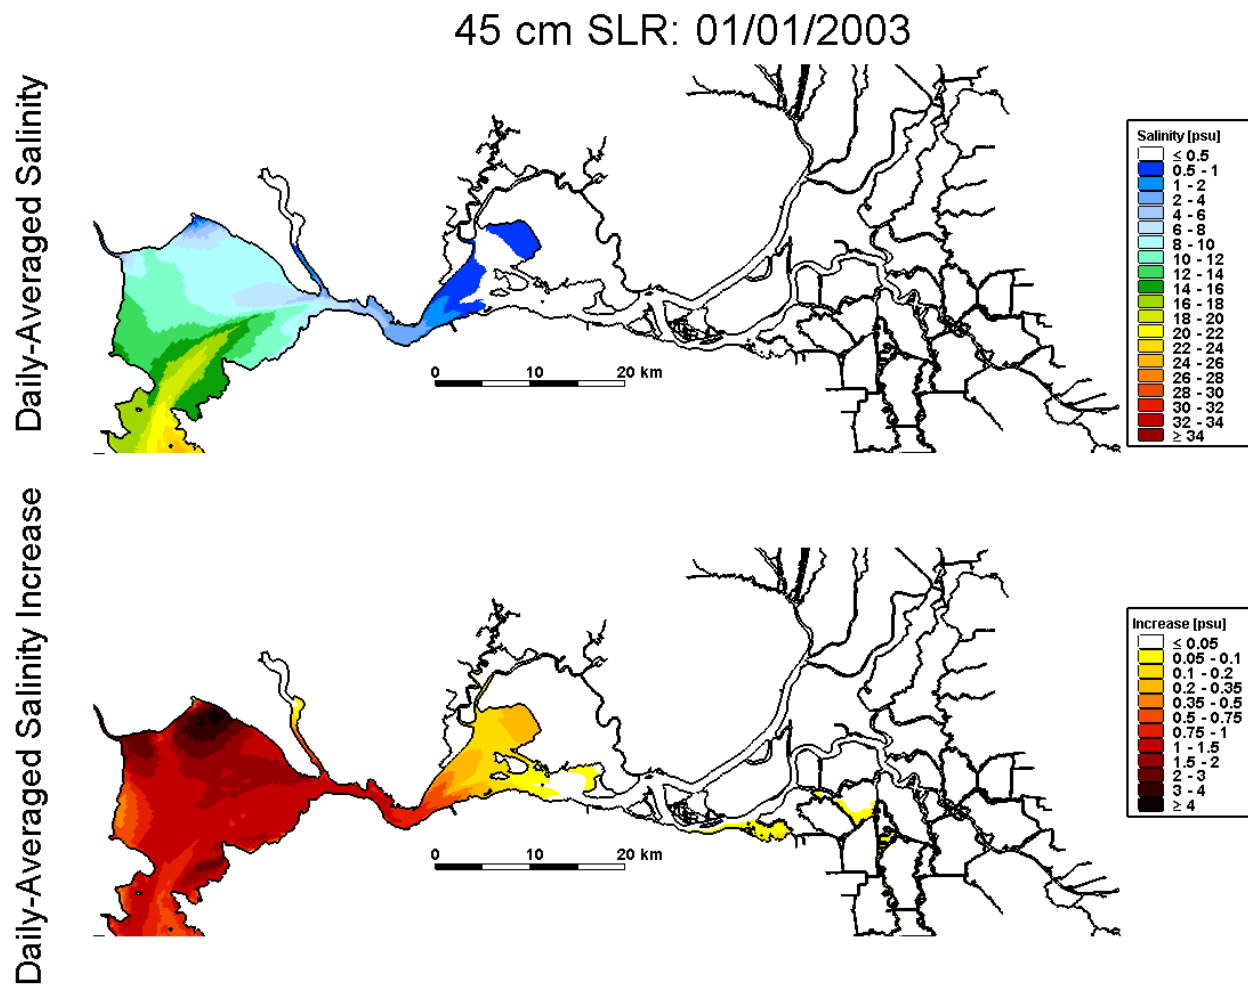 45 cm SLR: 01/01/2003
Daily-Averaged Salinity
Salinity [psu]
≤ 0.5
0.5 - 1
1 - 2
2 - 4
4 - 6
6 - 8
8 - 10
10 - 12
12 - 14
14 - 16
16 - 18
18 - 20
20 - 22
22 - 24
24 - 26
26 - 28
28 - 30
30 - 32
32 - 34
≥ 34
0 10 20 km
Daily-Averaged Salinity Increase
Increase [psu]
≤ 0.05
0.05 - 0.1
0.1 - 0.2
0.2 - 0.35
0.35 - 0.5
0.5 - 0.75
0.75 - 1
1 - 1.5
1.5 - 2
2 - 3
3 - 4
≥ 4
0 10 20 km